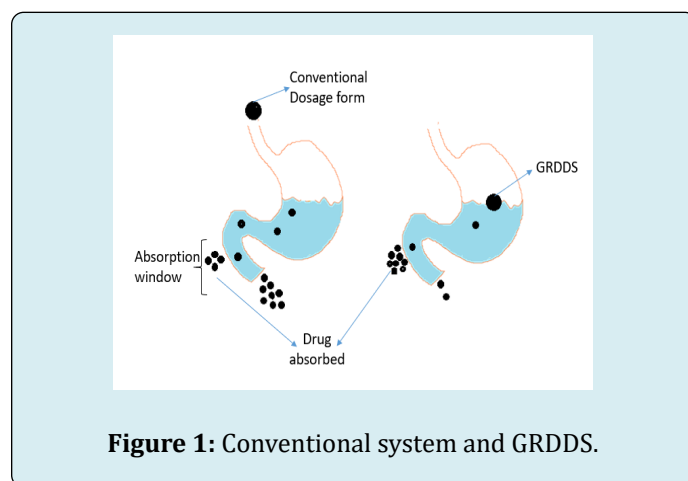 Conventional
Dosage form
GRDDS
Absorption
window
Drug
absorbed
Figure 1: Conventional system and GRDDS.